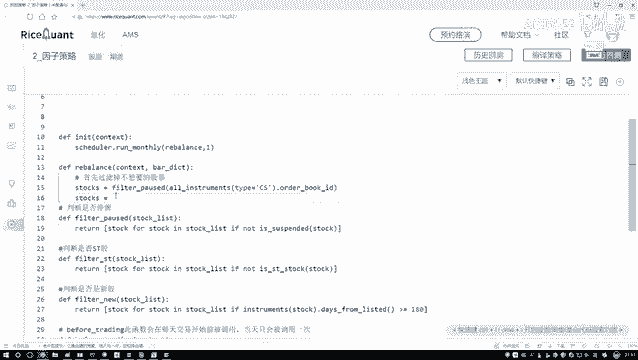 RiceQuant
量化
AMS
预约路演
帮助文档
社区
2_因子策略
历史回测
编译策略
浅色主题
默认快捷键
6
7
8
9
10 def init(context):
11 scheduler.run_monthly(rebalance,1)
12
13 def rebalance(context, bar_dict):
14 # 首先过滤掉不想要的股票
15 stocks = filter_paused(all_instruments(type='CS').order_book_id)
16 stocks =
17 # 判断是否停牌
18 def filter_paused(stock_list):
19 return [stock for stock in stock_list if not is_suspended(stock)]
20
21 #判断是否ST股
22 def filter_st(stock_list):
23 return [stock for stock in stock_list if not is_st_stock(stock)]
24
25 #判断是否是新股
26 def filter_new(stock_list):
27 return [stock for stock in stock_list if instruments(stock).days_from_listed() >= 180]
28
29 # before_trading此函数会在每天交易开始前被调用，当天只会被调用一次